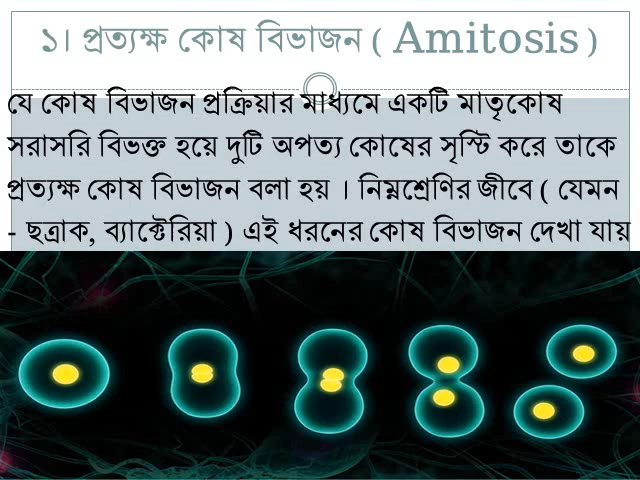 ১। প্রত্যক্ষ কোষ বিভাজন ( Amitosis )
যে কোষ বিভাজন প্রক্রিয়ার মাধ্যমে একটি মাতৃকোষ
সরাসরি বিভক্ত হয়ে দুটি অপত্য কোষের সৃস্টি করে তাকে
প্রত্যক্ষ কোষ বিভাজন বলা হয় । নিম্নশ্রেণির জীবে ( যেমন
- ছত্রাক, ব্যাক্টেরিয়া ) এই ধরনের কোষ বিভাজন দেখা যায়